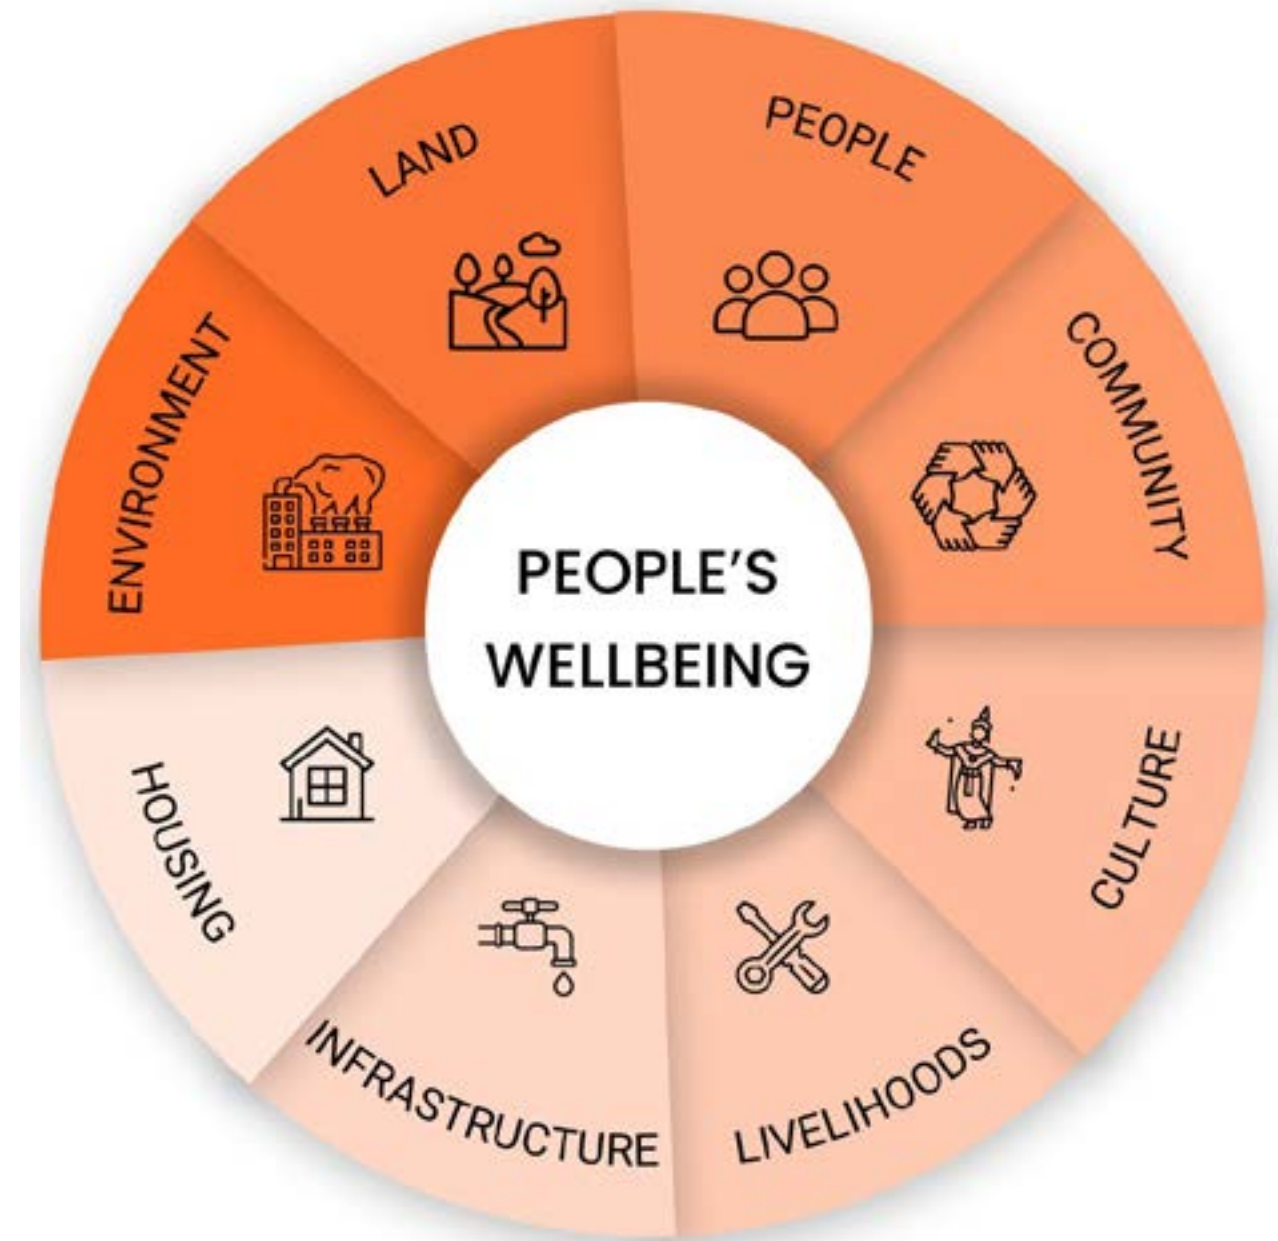 LAND
PEOPLE
COMMUNITY
CULTURE
LIVELIHOODS
INFRASTRUCTURE
HOUSING
ENVIRONMENT
PEOPLE'S
WELLBEING